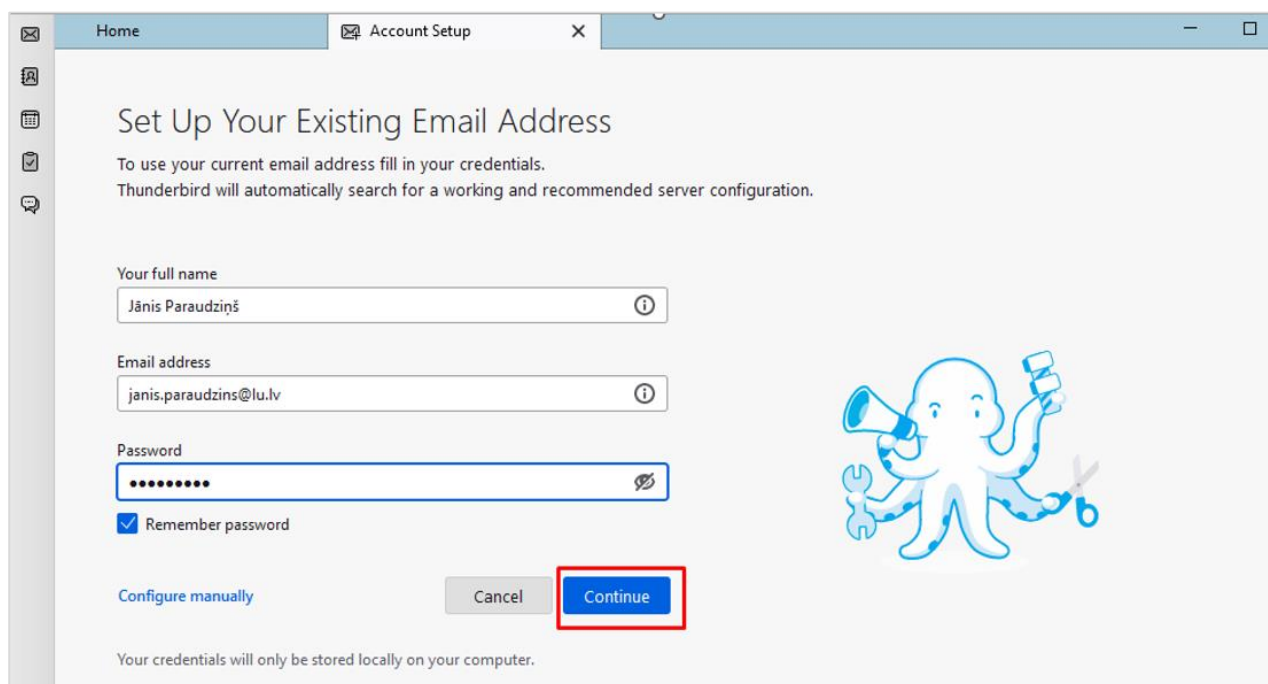 Home
Account Setup
Set Up Your Existing Email Address
To use your current email address fill in your credentials.
Thunderbird will automatically search for a working and recommended server configuration.
Your full name
Jānis Paraudziņš
Email address
janis.paraudzins@lu.lv
Password
•••••••••
Remember password
Configure manually
Cancel
Continue
Your credentials will only be stored locally on your computer.